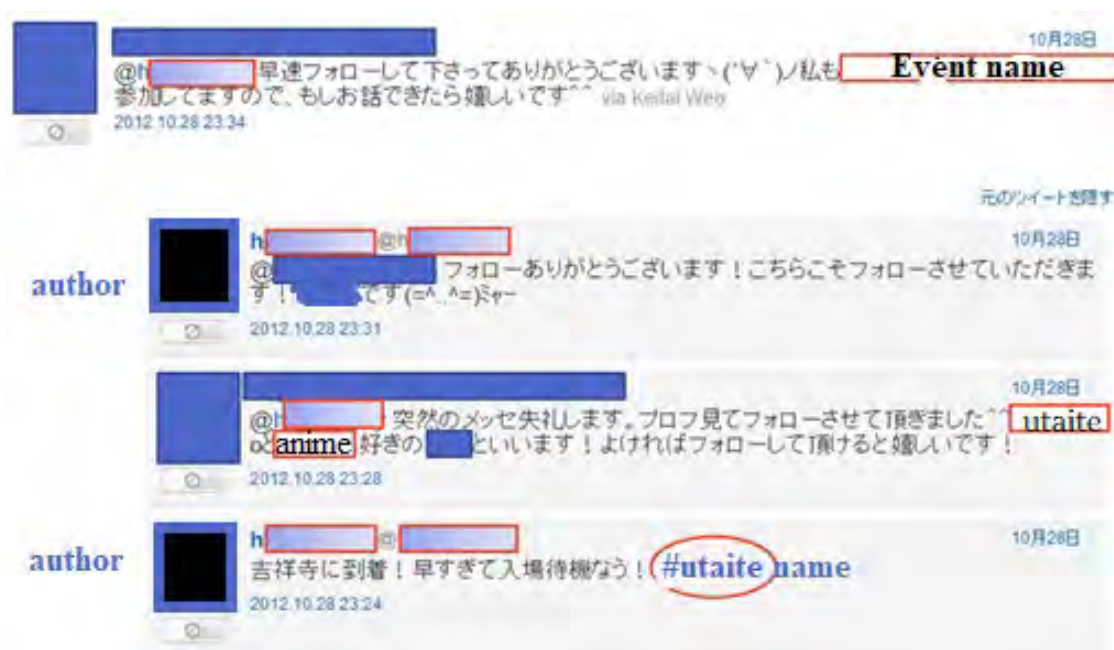 10月28日
@h 早速フォローして下さってありがとうございますヽ('∀`)ノ私も Event name
参加してますので、もしお話できたら嬉しいです^^ via Keitai Web
2012.10.28 23:34
元のツイートを隠す
h @h 10月28日
author
@ フォローありがとうございます！こちらこそフォローさせていただきま
す！ です(=^..^=)ミャー
2012.10.28 23:31
10月28日
@h 突然のメッセ失礼します。プロフ見てフォローさせて頂きました^^ utaite
と anime 好きの といいます！よければフォローして頂けると嬉しいです！
2012.10.28 23:28
h @ 10月28日
author
吉祥寺に到着！早すぎて入場待機なう！ #utaite name
2012.10.28 23:24